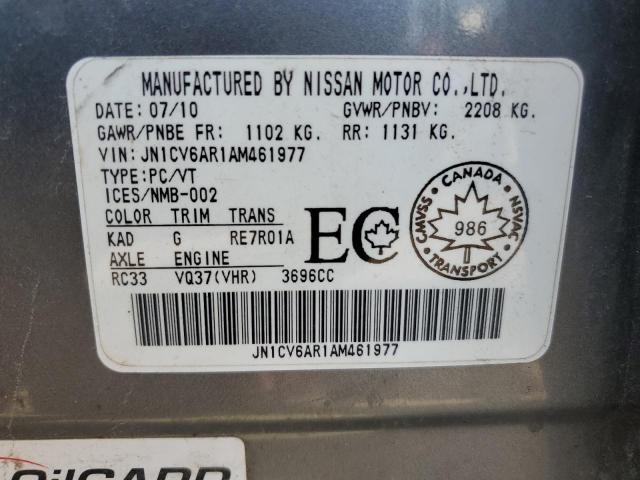 MANUFACTURED BY NISSAN MOTOR CO.,LTD.
DATE: 07/10 GVWR/PNBV: 2208 KG.
GAWR/PNBE FR: 1102 KG. RR: 1131 KG.
VIN: JN1CV6AR1AM461977
TYPE:PC/VT
ICES/NMB-002
COLOR TRIM TRANS
KAD G RE7R01A
AXLE ENGINE
RC33 VQ37(VHR) 3696CC
EC
CANADA
CMVSS 986 NSVAC
TRANSPORT
JN1CV6AR1AM461977